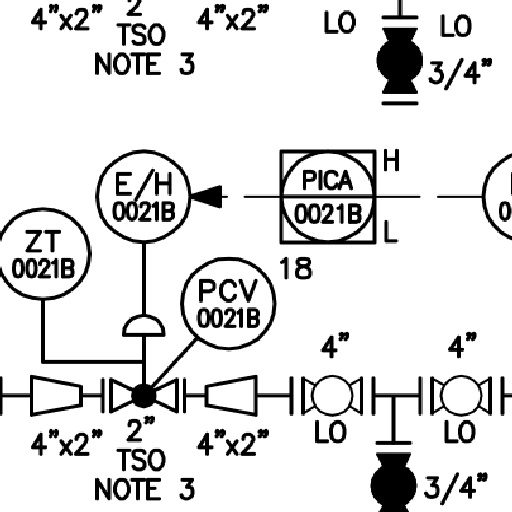 4"x2" 2" 4"x2"
TSO
NOTE 3
LO LO
3/4"
E/H
0021B
PICA
0021B
H
L
18
ZT
0021B
PCV
0021B
4" 4"
4"x2" 2" 4"x2"
TSO
NOTE 3
LO LO
3/4"